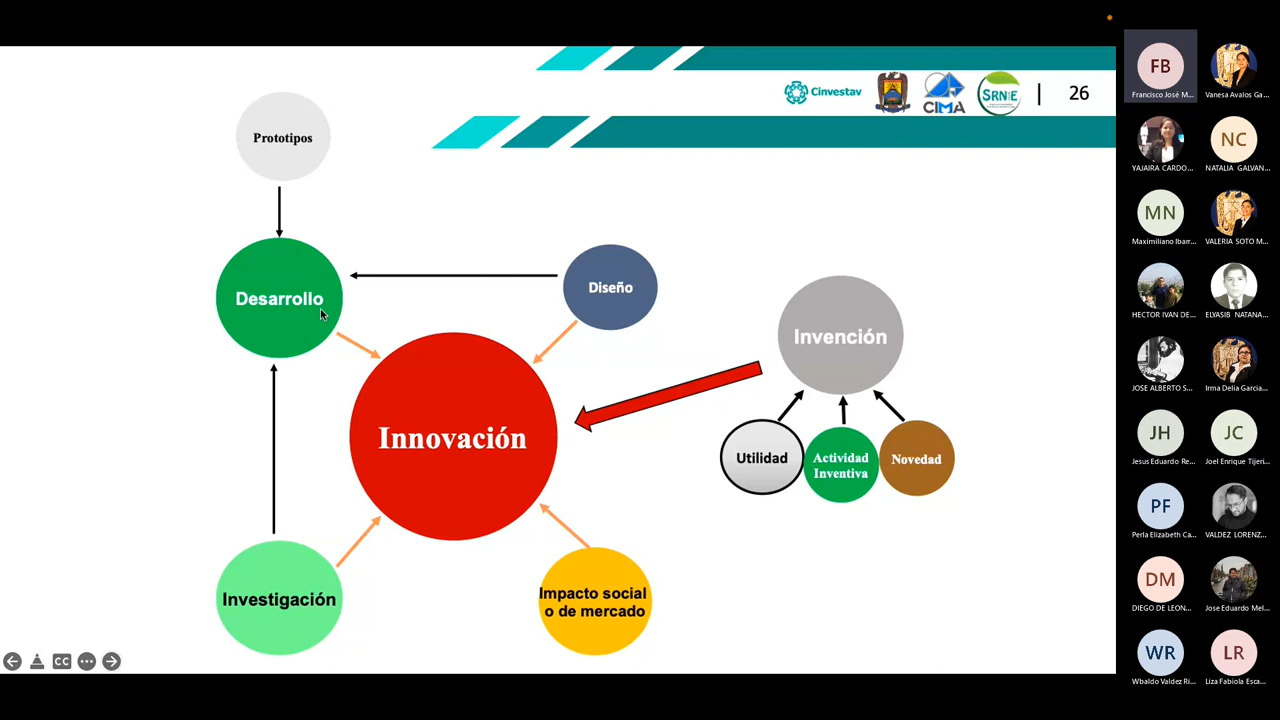 Cinvestav
CIMA
SRNyE
26
Prototipos
Desarrollo
Diseño
Invención
Innovación
Utilidad
Actividad
Inventiva
Novedad
Investigación
Impacto social
o de mercado
CC
FB
Francisco José M...
Vanesa Avalos Ga...
YAJAIRA CARDO...
NC
NATALIA GALVAN...
MN
Maximiliano Ibarr...
VALERIA SOTO M...
HECTOR IVAN DE...
ELYASIB NATANA...
JOSE ALBERTO S...
Irma Delia Garcia...
JH
Jesus Eduardo Re...
JC
Joel Enrique Tijeri...
PF
Perla Elizabeth Ca...
VALDEZ LORENZ...
DM
DIEGO DE LEON...
Jose Eduardo Mel...
WR
Wbaldo Valdez Ri...
LR
Liza Fabiola Esca...